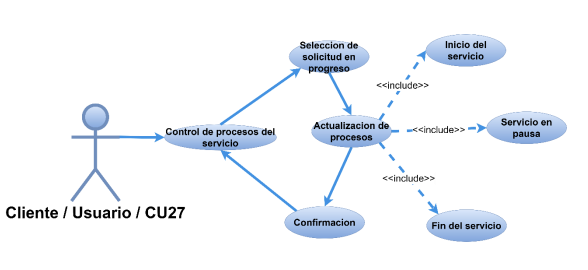 Seleccion de
solicitud en
progreso
Inicio del
servicio
<<include>>
Control de procesos del
servicio
Actualizacion de
procesos
<<include>>
Servicio en
pausa
<<include>>
Cliente / Usuario / CU27
Confirmacion
Fin del servicio